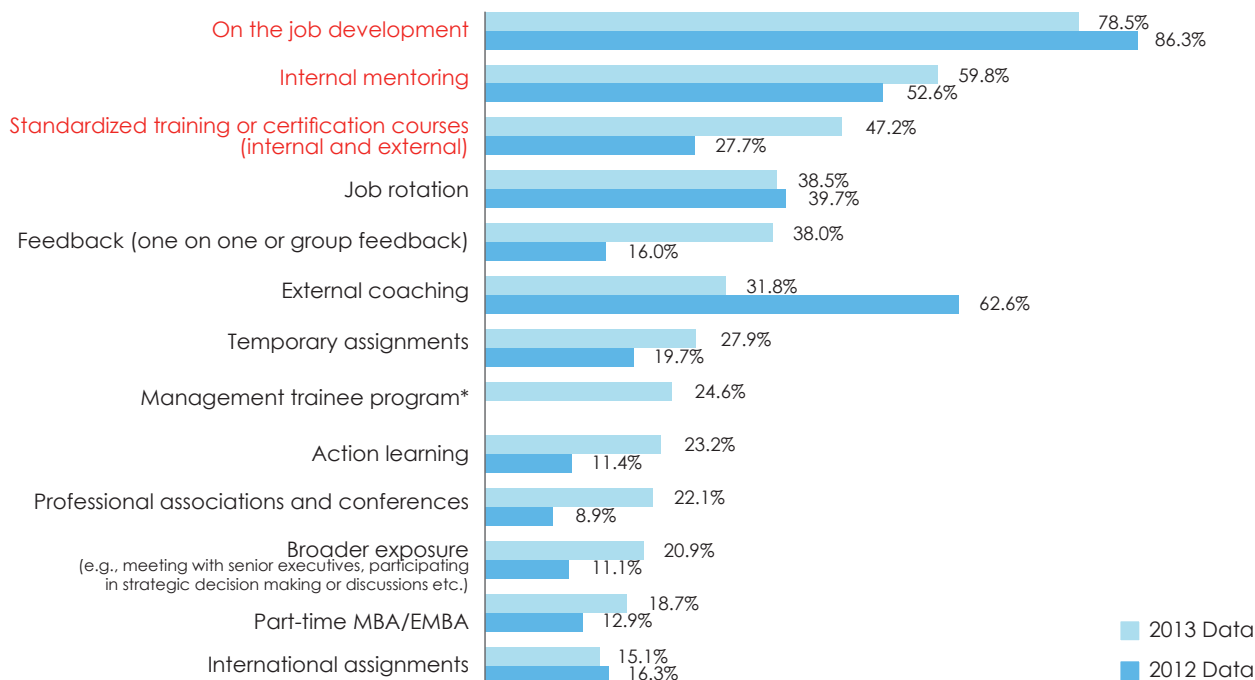 On the job development
78.5%
86.3%
Internal mentoring
59.8%
52.6%
Standardized training or certification courses
(internal and external)
47.2%
27.7%
Job rotation
38.5%
39.7%
Feedback (one on one or group feedback)
38.0%
16.0%
External coaching
31.8%
62.6%
Temporary assignments
27.9%
19.7%
Management trainee program*
24.6%
Action learning
23.2%
11.4%
Professional associations and conferences
22.1%
8.9%
Broader exposure
(e.g., meeting with senior executives, participating
in strategic decision making or discussions etc.)
20.9%
11.1%
Part-time MBA/EMBA
18.7%
12.9%
International assignments
15.1%
16.3%
2013 Data
2012 Data